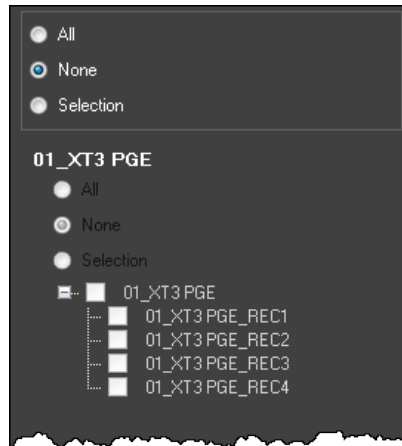 All
None
Selection
01_XT3 PGE
All
None
Selection
01_XT3 PGE
01_XT3 PGE_REC1
01_XT3 PGE_REC2
01_XT3 PGE_REC3
01_XT3 PGE_REC4